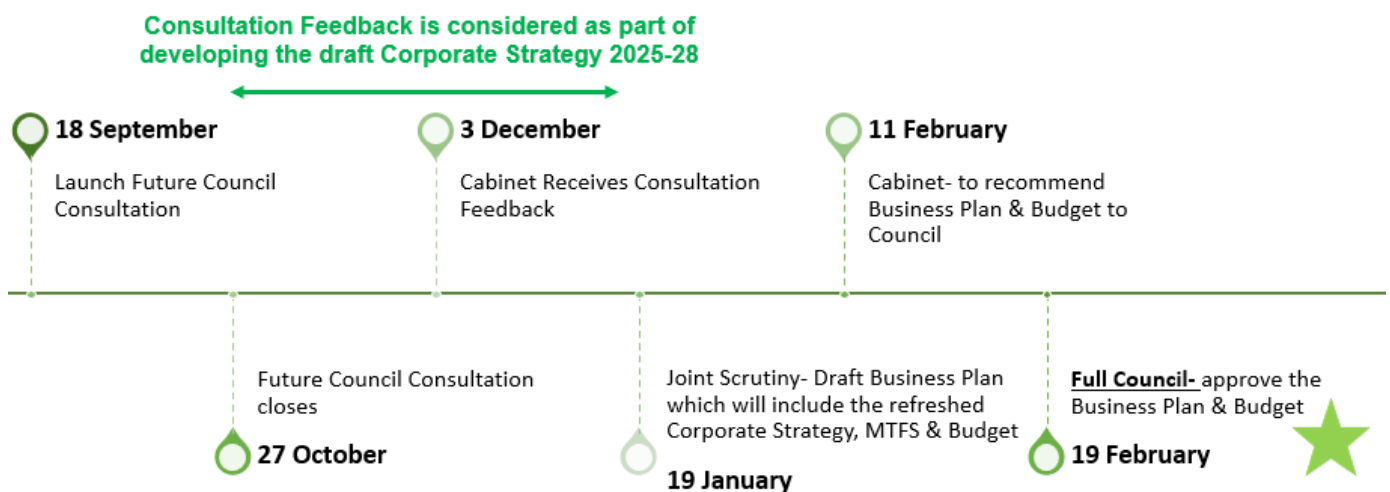 Consultation Feedback is considered as part of
developing the draft Corporate Strategy 2025-28
18 September
Launch Future Council
Consultation
3 December
Cabinet Receives Consultation
Feedback
11 February
Cabinet- to recommend
Business Plan & Budget to
Council
Future Council Consultation
closes
27 October
Joint Scrutiny- Draft Business Plan
which will include the refreshed
Corporate Strategy, MTFS & Budget
19 January
Full Council- approve the
Business Plan & Budget
19 February